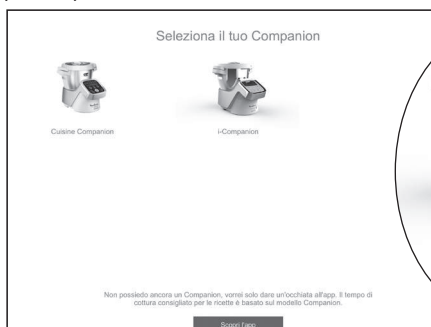 Seleziona il tuo Companion
Cuisine Companion
i-Companion
Non possiedo ancora un Companion, vorrei solo dare un'occhiata all'app. Il tempo di
cottura consigliato per le ricette è basato sul modello Companion.
Scopri l'app